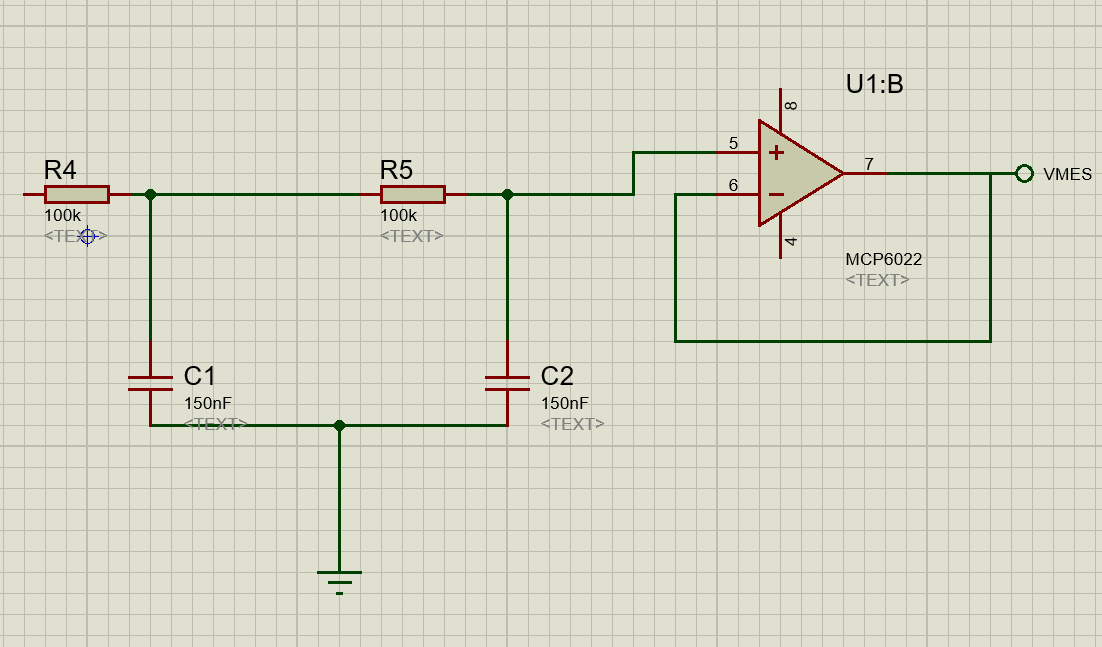 U1:B
8
5
+
7
VMES
6
−
4
MCP6022
<TEXT>
R4
100k
<TEXT>
R5
100k
<TEXT>
C1
150nF
<TEXT>
C2
150nF
<TEXT>